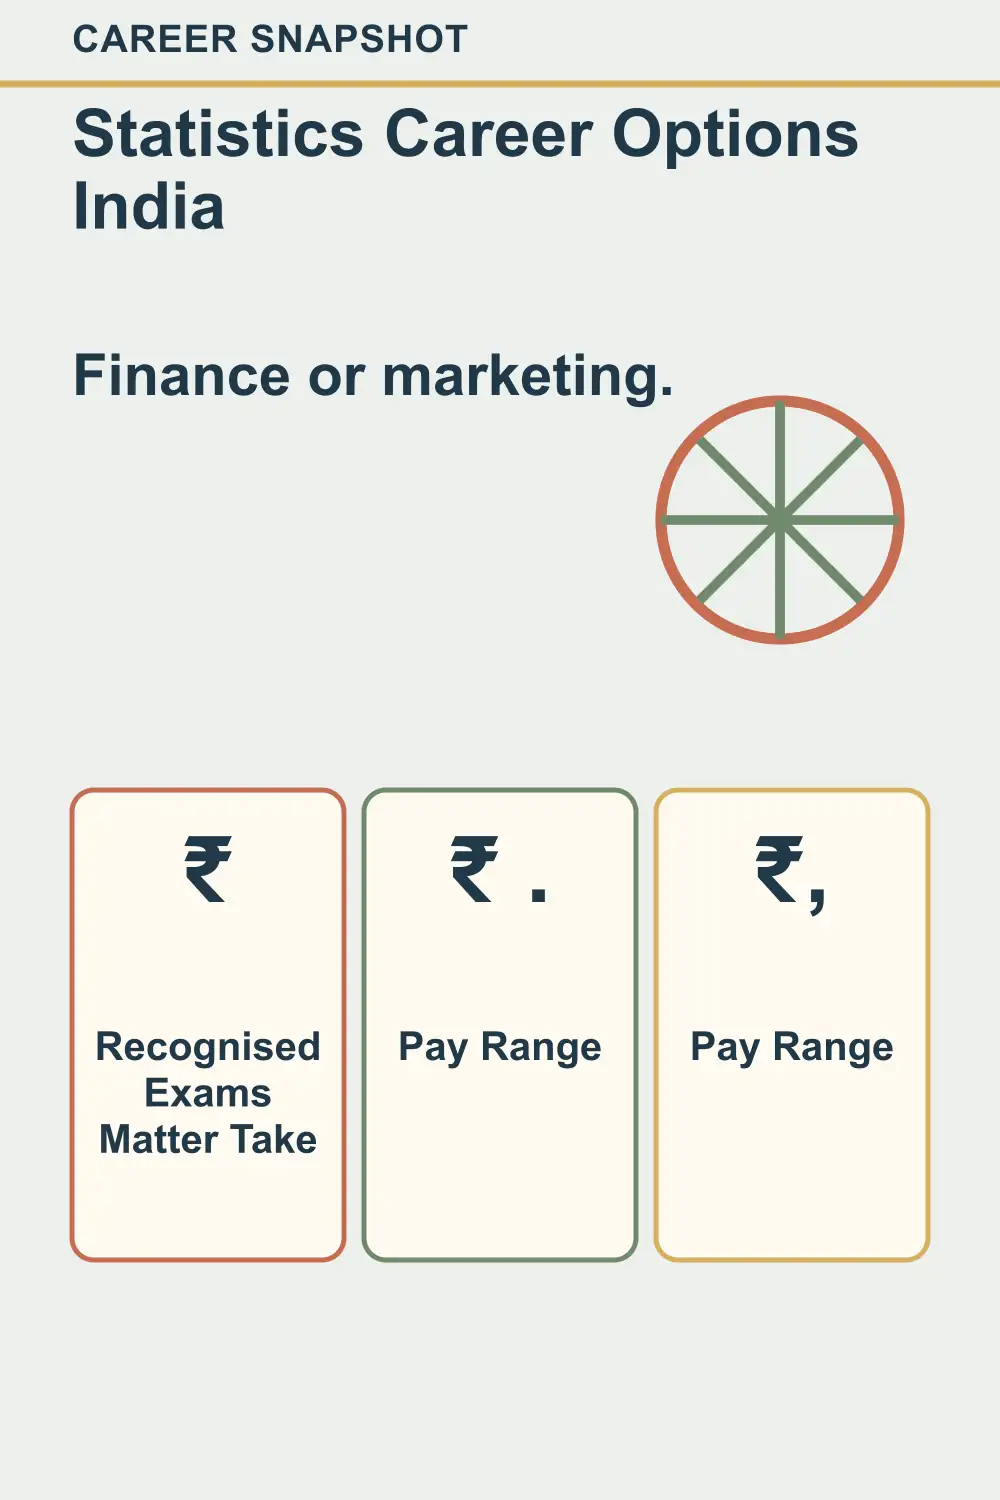 CAREER SNAPSHOT
Statistics Career Options
India
Finance or marketing.
₹
Recognised
Exams
Matter Take
₹ .
Pay Range
₹,
Pay Range